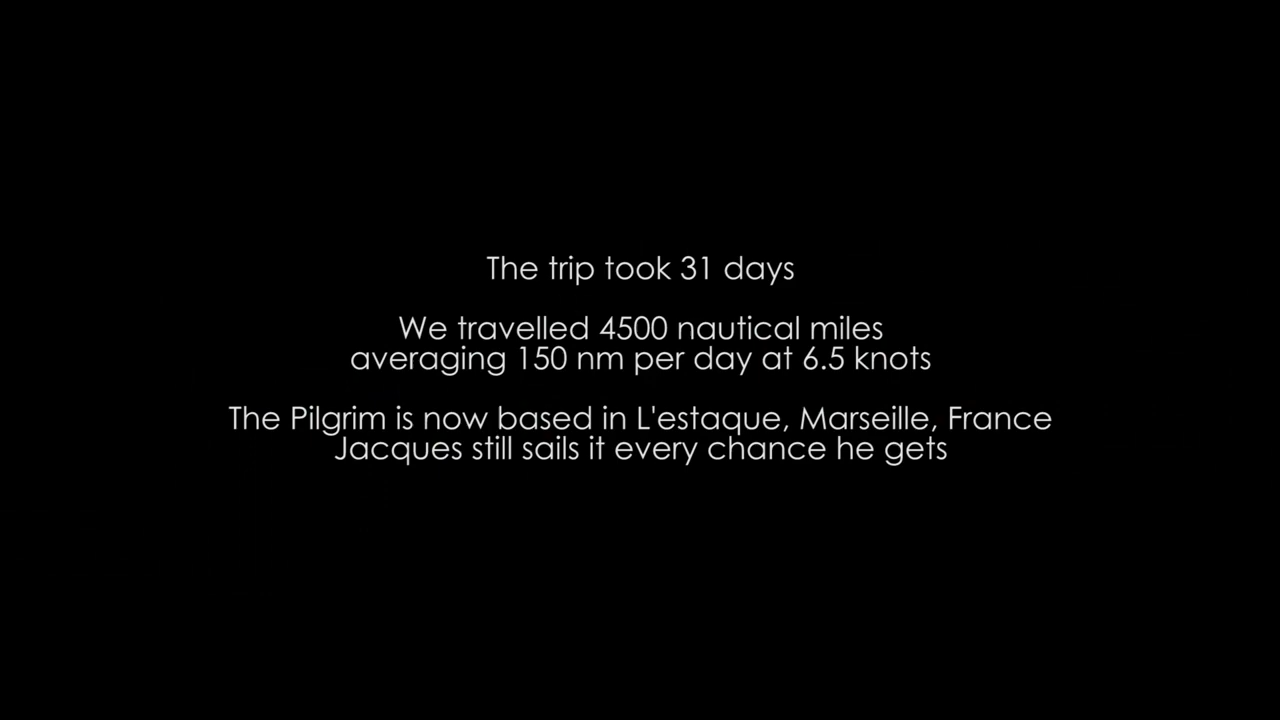 The trip took 31 days
We travelled 4500 nautical miles
averaging 150 nm per day at 6.5 knots
The Pilgrim is now based in L'estaque, Marseille, France
Jacques still sails it every chance he gets